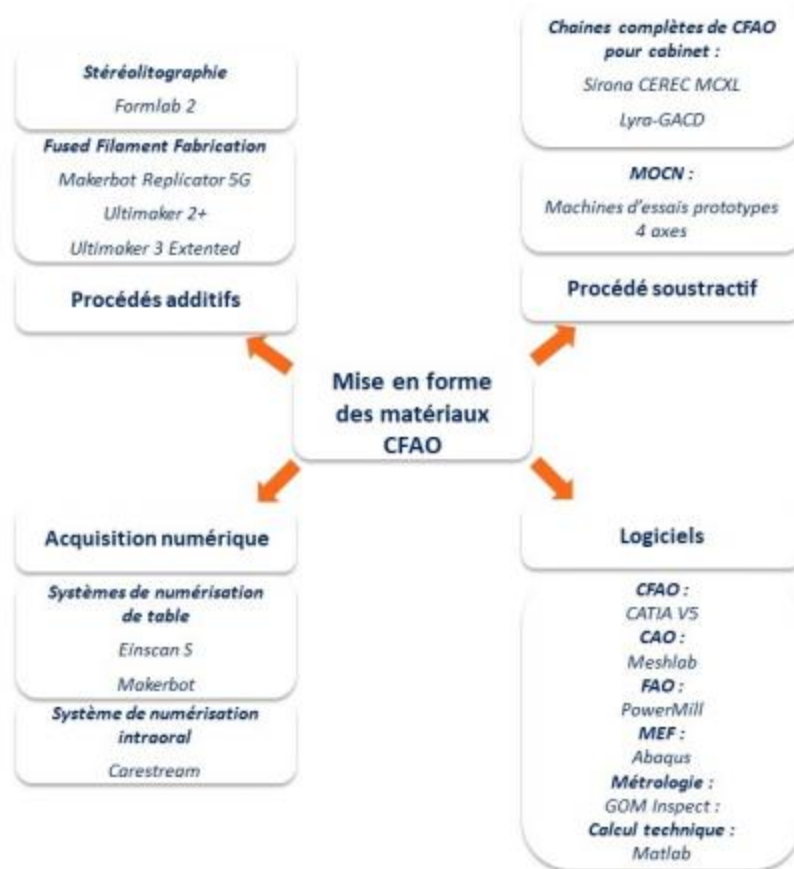 Stéréolitographie
Formlab 2
Fused Filament Fabrication
Makerbot Replicator 5G
Ultimaker 2+
Ultimaker 3 Extented
Procédés additifs
Chaines complètes de CFAO
pour cabinet :
Sirona CEREC MCXL
Lyra-GACD
MOCN :
Machines d'essais prototypes
4 axes
Procédé soustractif
Mise en forme
des matériaux
CFAO
Acquisition numérique
Systèmes de numérisation
de table
Einscan S
Makerbot
Système de numérisation
intraoral
Carestream
Logiciels
CFAO :
CATIA V5
CAO :
Meshlab
FAO :
PowerMill
MEF :
Abaqus
Métrologie :
GOM Inspect :
Calcul technique :
Matlab